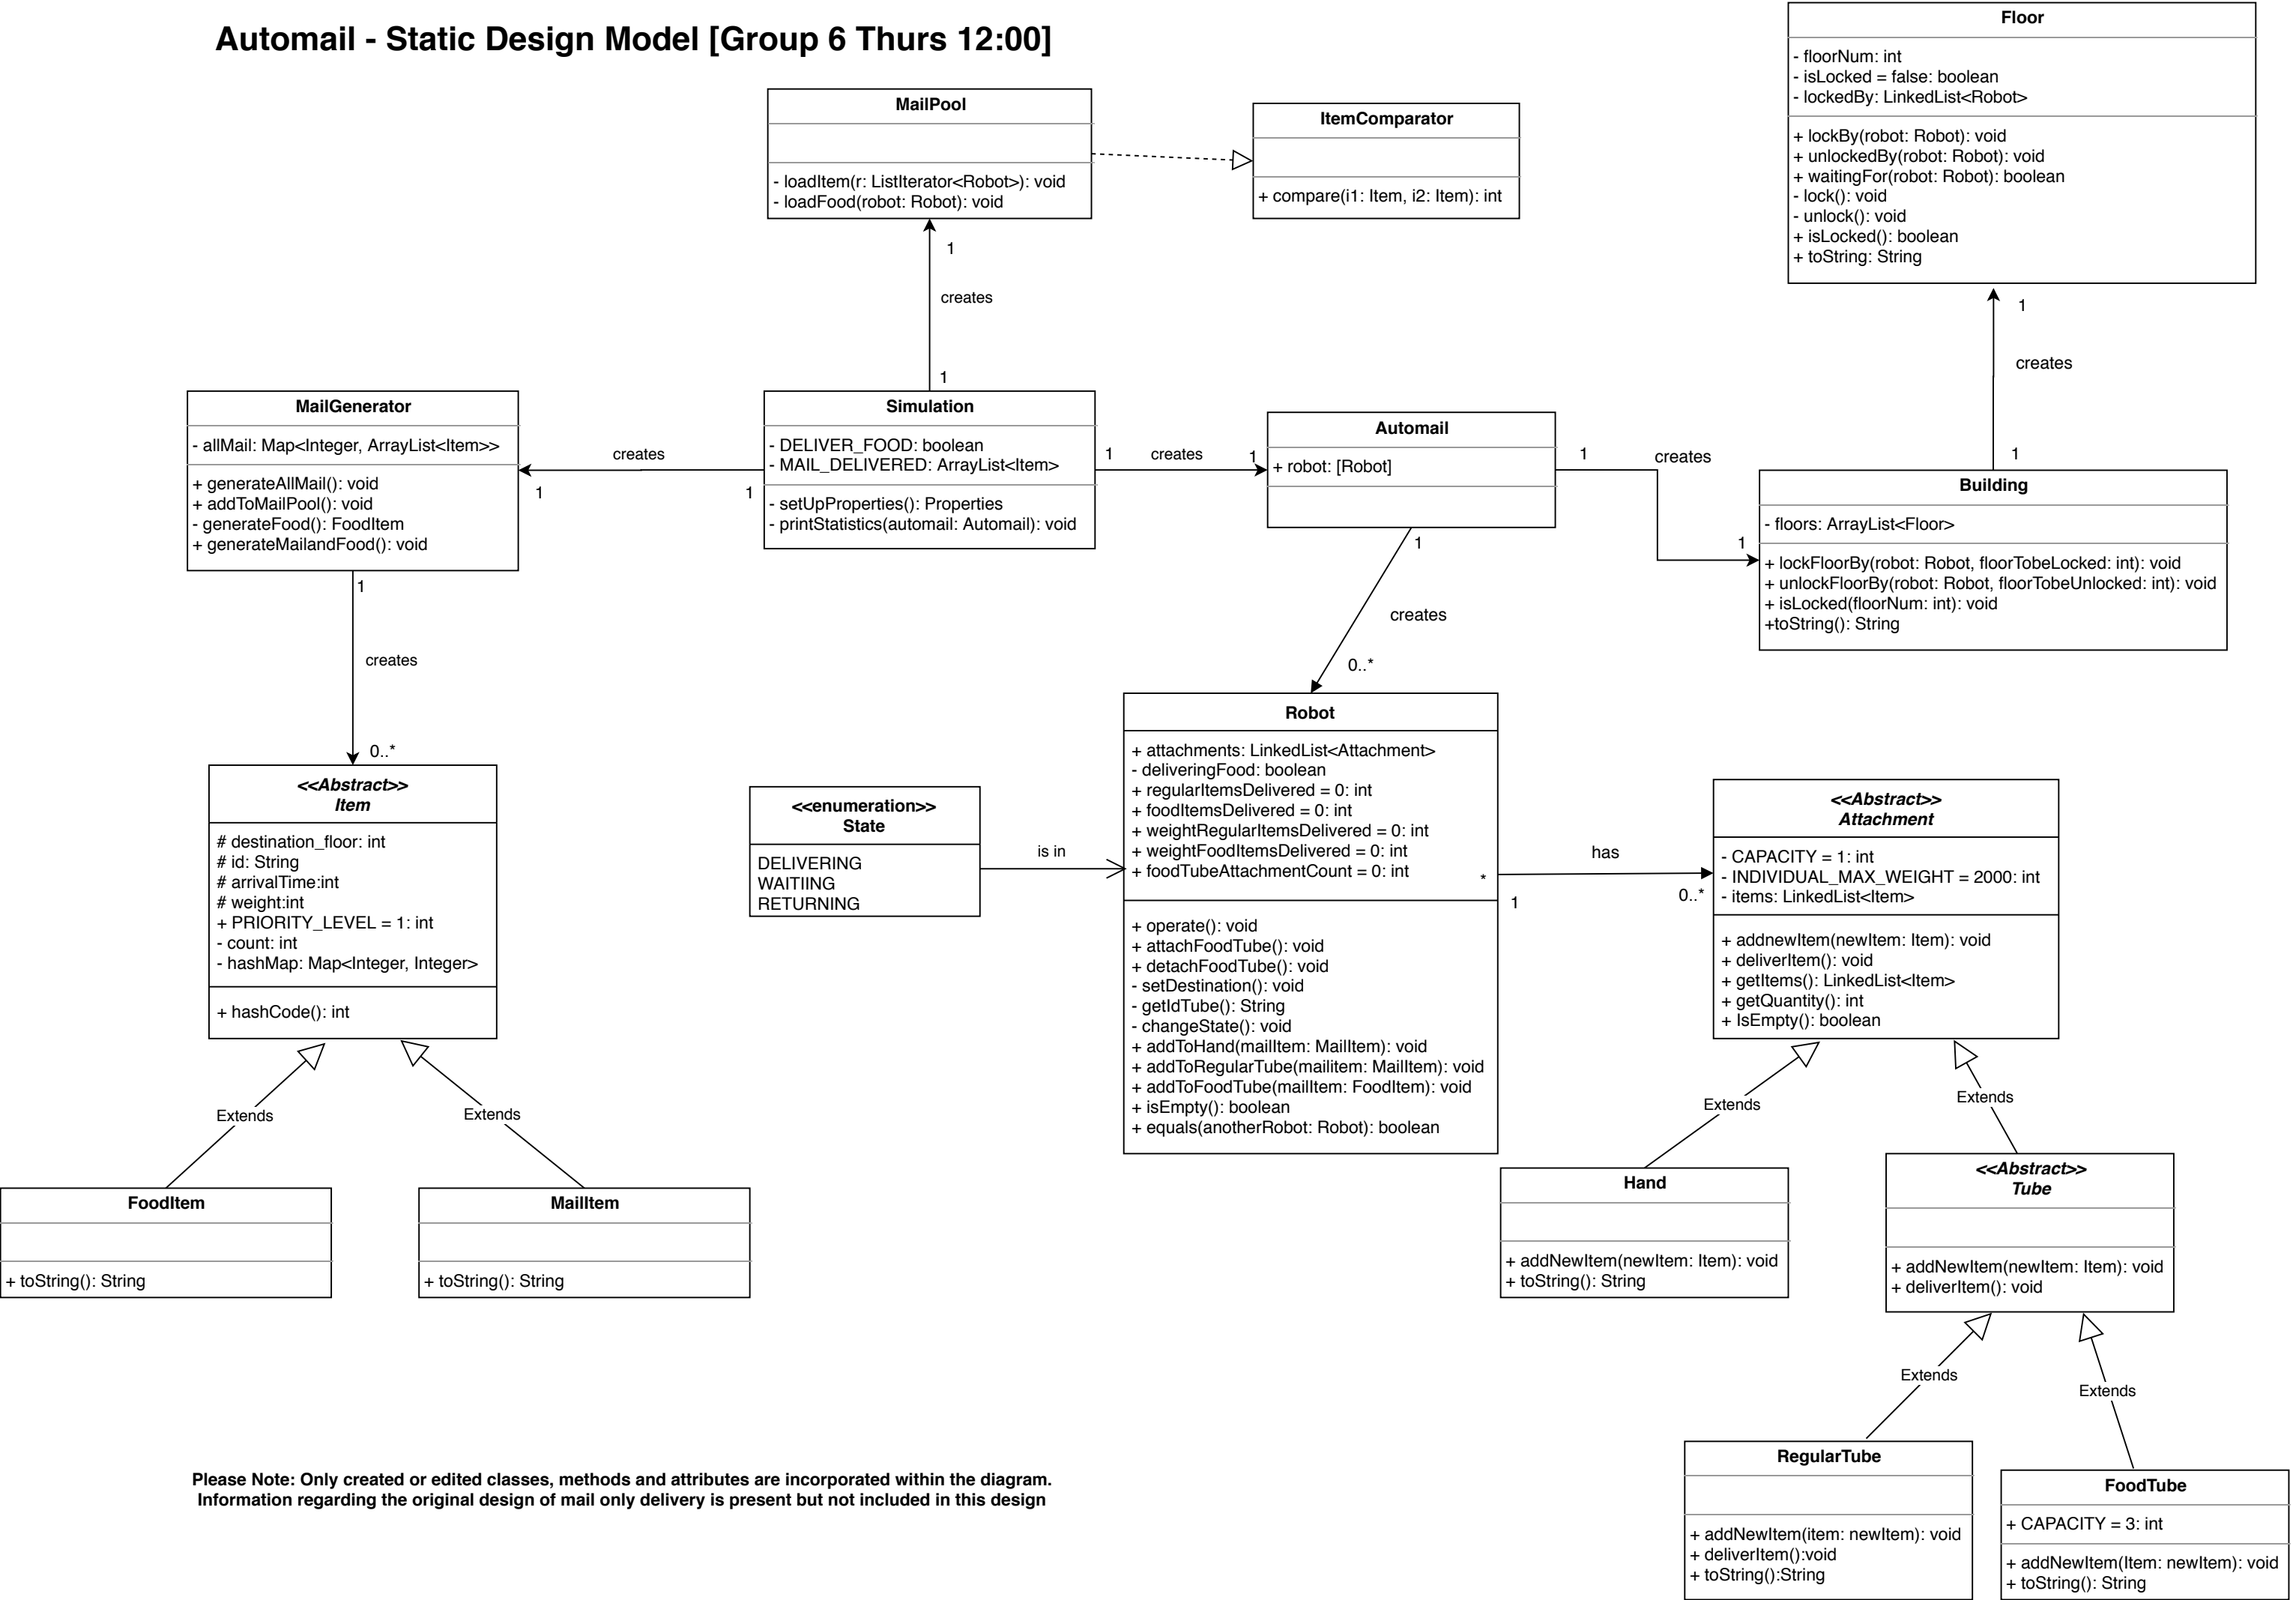 Automail - Static Design Model [Group 6 Thurs 12:00]
Floor
- floorNum: int
- isLocked = false: boolean
- lockedBy: LinkedList<Robot>
+ lockBy(robot: Robot): void
+ unlockedBy(robot: Robot): void
+ waitingFor(robot: Robot): boolean
- lock(): void
- unlock(): void
+ isLocked(): boolean
+ toString: String
MailPool
- loadItem(r: ListIterator<Robot>): void
- loadFood(robot: Robot): void
ItemComparator
+ compare(i1: Item, i2: Item): int
1
creates
1
1
creates
1
MailGenerator
- allMail: Map<Integer, ArrayList<Item>>
+ generateAllMail(): void
+ addToMailPool(): void
- generateFood(): FoodItem
+ generateMailandFood(): void
creates
1
1
Simulation
- DELIVER_FOOD: boolean
- MAIL_DELIVERED: ArrayList<Item>
- setUpProperties(): Properties
- printStatistics(automail: Automail): void
1
creates
1
Automail
+ robot: [Robot]
1
creates
1
Building
- floors: ArrayList<Floor>
+ lockFloorBy(robot: Robot, floorTobeLocked: int): void
+ unlockFloorBy(robot: Robot, floorTobeUnlocked: int): void
+ isLocked(floorNum: int): void
+toString(): String
1
creates
0..*
1
creates
0..*
<<Abstract>>
Item
# destination_floor: int
# id: String
# arrivalTime:int
# weight:int
+ PRIORITY_LEVEL = 1: int
- count: int
- hashMap: Map<Integer, Integer>
+ hashCode(): int
<<enumeration>>
State
DELIVERING
WAITIING
RETURNING
is in
Robot
+ attachments: LinkedList<Attachment>
- deliveringFood: boolean
+ regularItemsDelivered = 0: int
+ foodItemsDelivered = 0: int
+ weightRegularItemsDelivered = 0: int
+ weightFoodItemsDelivered = 0: int
+ foodTubeAttachmentCount = 0: int
*
+ operate(): void
+ attachFoodTube(): void
+ detachFoodTube(): void
- setDestination(): void
- getIdTube(): String
- changeState(): void
+ addToHand(mailItem: MailItem): void
+ addToRegularTube(mailitem: MailItem): void
+ addToFoodTube(mailItem: FoodItem): void
+ isEmpty(): boolean
+ equals(anotherRobot: Robot): boolean
has
1
0..*
<<Abstract>>
Attachment
- CAPACITY = 1: int
- INDIVIDUAL_MAX_WEIGHT = 2000: int
- items: LinkedList<Item>
+ addnewItem(newItem: Item): void
+ deliverItem(): void
+ getItems(): LinkedList<Item>
+ getQuantity(): int
+ IsEmpty(): boolean
Extends
Extends
Extends
Extends
FoodItem
+ toString(): String
MailItem
+ toString(): String
Hand
+ addNewItem(newItem: Item): void
+ toString(): String
<<Abstract>>
Tube
+ addNewItem(newItem: Item): void
+ deliverItem(): void
Extends
Extends
RegularTube
+ addNewItem(item: newItem): void
+ deliverItem():void
+ toString():String
FoodTube
+ CAPACITY = 3: int
+ addNewItem(Item: newItem): void
+ toString(): String
Please Note: Only created or edited classes, methods and attributes are incorporated within the diagram.
Information regarding the original design of mail only delivery is present but not included in this design